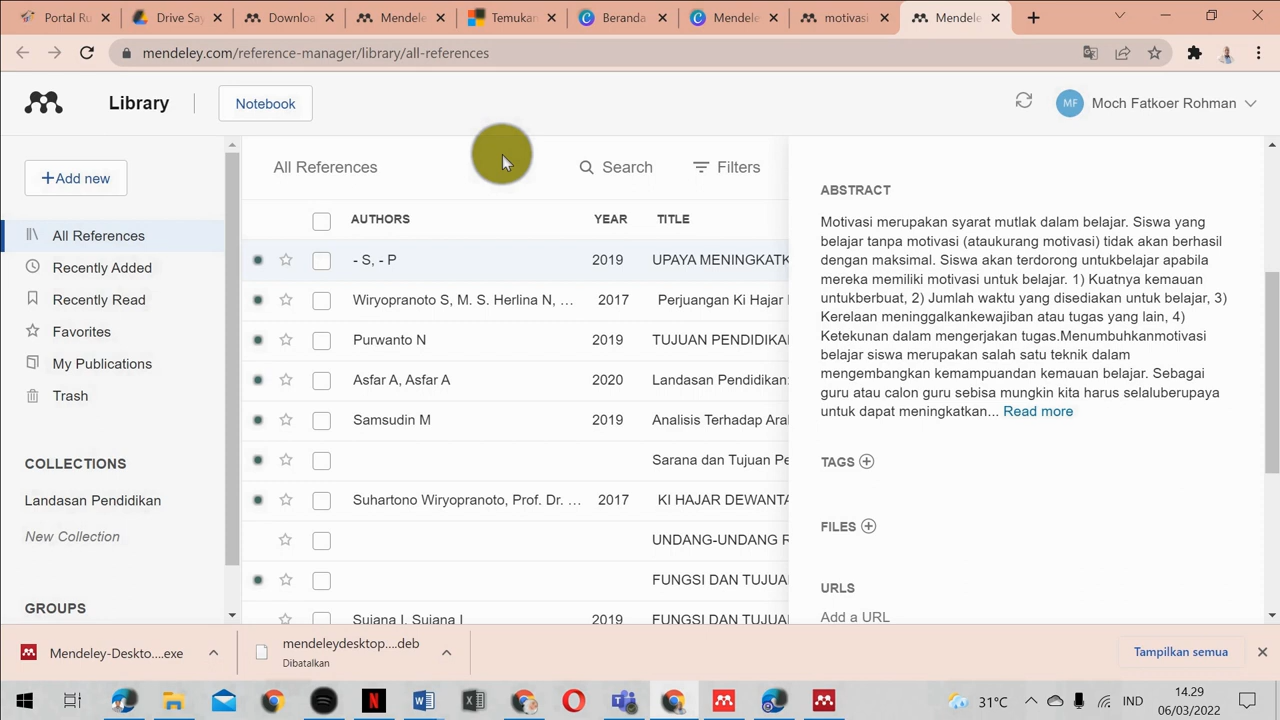 Portal Ru
Drive Say
Downloa
Mendele
Temukan
Beranda
Mendele
motivasi
Mendele
mendeley.com/reference-manager/library/all-references
Library
Notebook
MF
Moch Fatkoer Rohman
+Add new
All References
Recently Added
Recently Read
Favorites
My Publications
Trash
COLLECTIONS
Landasan Pendidikan
New Collection
GROUPS
All References
Search
Filters
AUTHORS YEAR TITLE
- S, - P 2019 UPAYA MENINGKATK
Wiryopranoto S, M. S. Herlina N, ... 2017 Perjuangan Ki Hajar
Purwanto N 2019 TUJUAN PENDIDIKA
Asfar A, Asfar A 2020 Landasan Pendidikan:
Samsudin M 2019 Analisis Terhadap Ara
Sarana dan Tujuan Pe
Suhartono Wiryopranoto, Prof. Dr. ... 2017 KI HAJAR DEWANTA
UNDANG-UNDANG R
FUNGSI DAN TUJUA
Sujana I, Sujana I 2019 FUNGSI DAN TUJUA
ABSTRACT
Motivasi merupakan syarat mutlak dalam belajar. Siswa yang
belajar tanpa motivasi (ataukurang motivasi) tidak akan berhasil
dengan maksimal. Siswa akan terdorong untukbelajar apabila
mereka memiliki motivasi untuk belajar. 1) Kuatnya kemauan
untukberbuat, 2) Jumlah waktu yang disediakan untuk belajar, 3)
Kerelaan meninggalkankewajiban atau tugas yang lain, 4)
Ketekunan dalam mengerjakan tugas.Menumbuhkanmotivasi
belajar siswa merupakan salah satu teknik dalam
mengembangkan kemampuandan kemauan belajar. Sebagai
guru atau calon guru sebisa mungkin kita harus selaluberupaya
untuk dapat meningkatkan... Read more
TAGS
FILES
URLS
Add a URL
Mendeley-Deskto....exe
mendeleydesktop....deb
Dibatalkan
Tampilkan semua
31°C
IND
14.29
06/03/2022